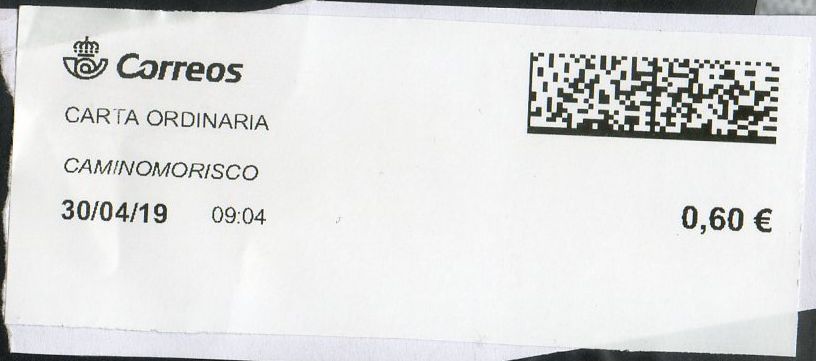 Correos
CARTA ORDINARIA
CAMINOMORISCO
30/04/19 09:04
0,60 €